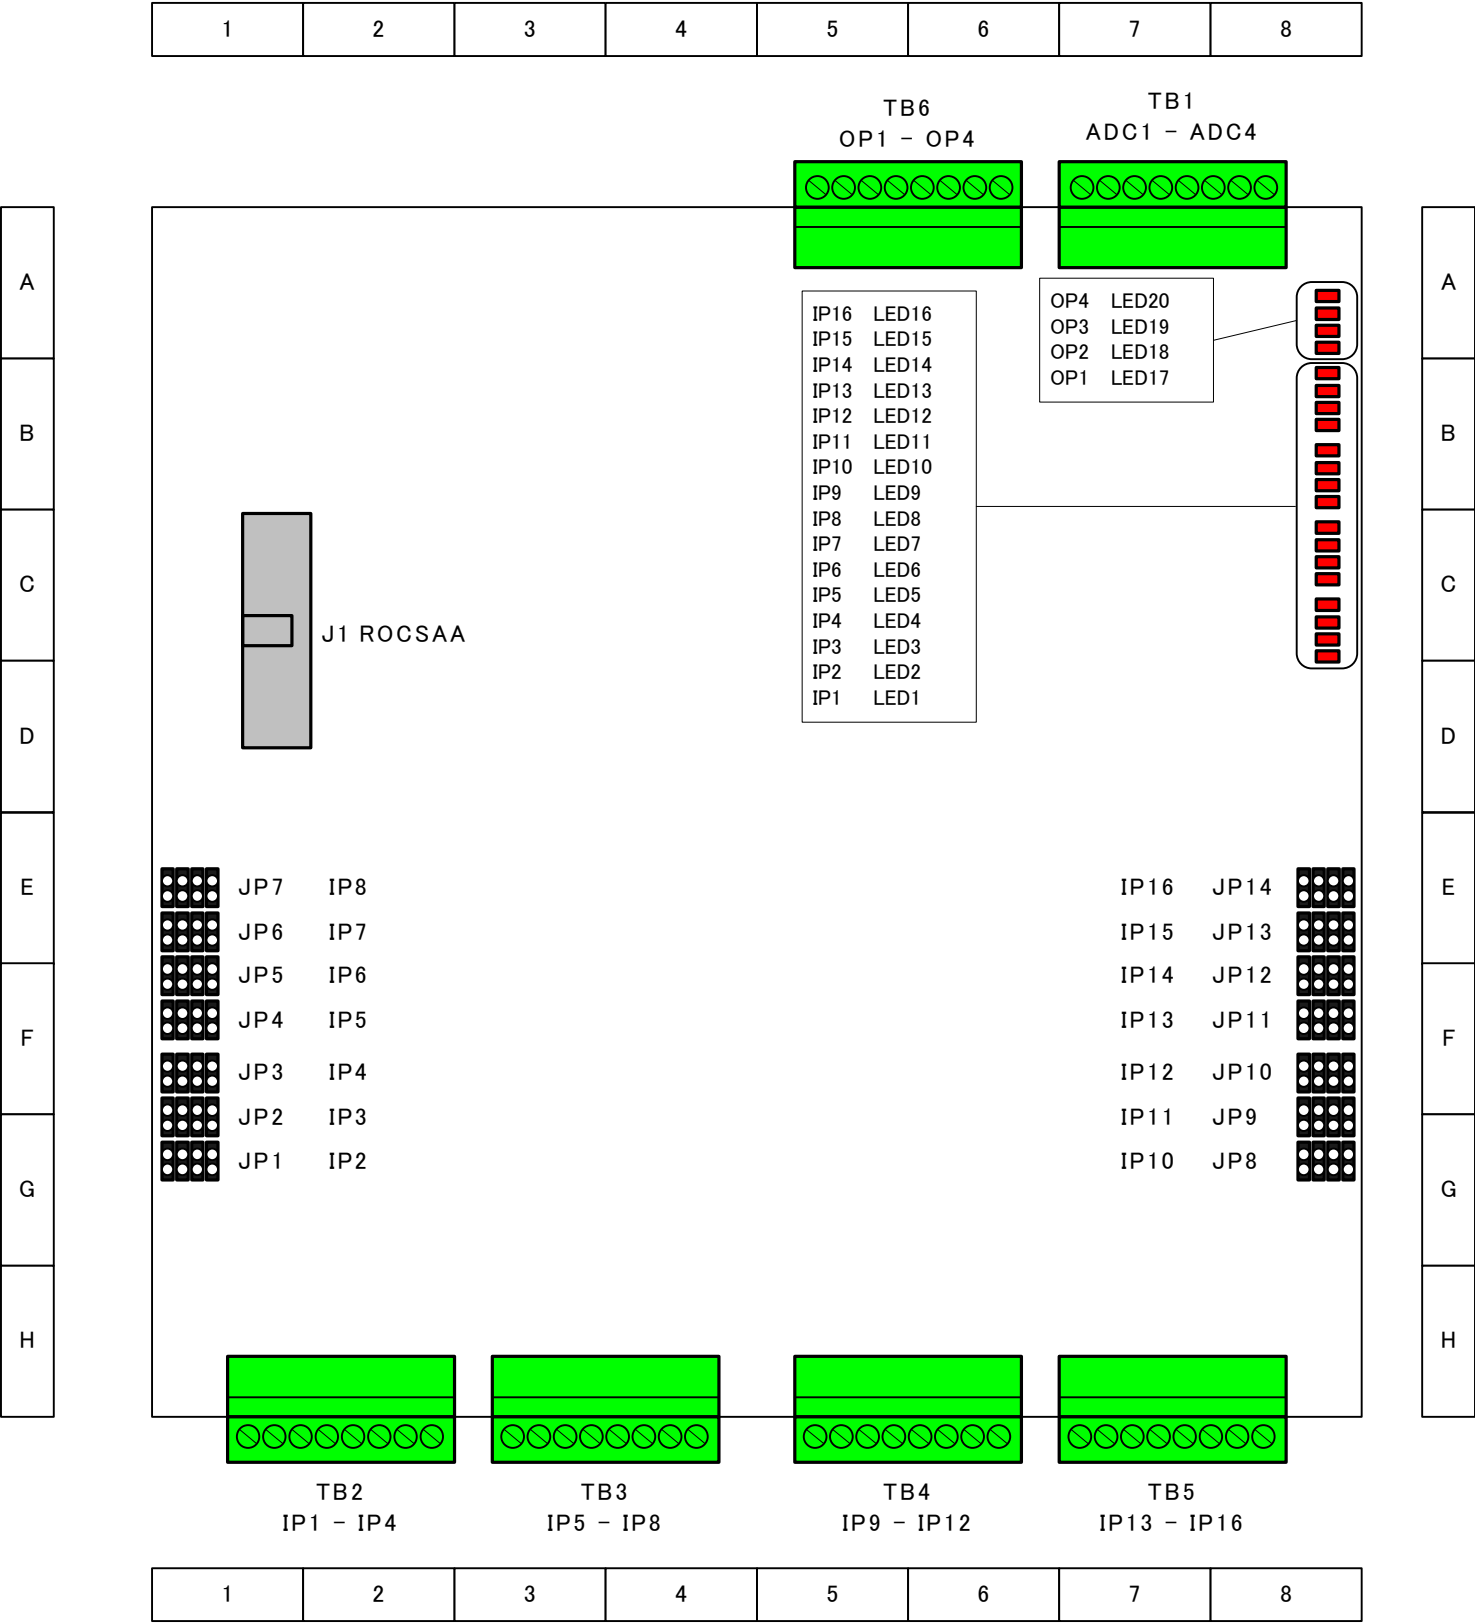 1 2 3 4 5 6 7 8
TB6
OP1 - OP4
TB1
ADC1 - ADC4
A
B
C
D
E
F
G
H
IP16 LED16
IP15 LED15
IP14 LED14
IP13 LED13
IP12 LED12
IP11 LED11
IP10 LED10
IP9 LED9
IP8 LED8
IP7 LED7
IP6 LED6
IP5 LED5
IP4 LED4
IP3 LED3
IP2 LED2
IP1 LED1
OP4 LED20
OP3 LED19
OP2 LED18
OP1 LED17
J1 ROCSAA
JP7 IP8
JP6 IP7
JP5 IP6
JP4 IP5
JP3 IP4
JP2 IP3
JP1 IP2
IP16 JP14
IP15 JP13
IP14 JP12
IP13 JP11
IP12 JP10
IP11 JP9
IP10 JP8
A
B
C
D
E
F
G
H
TB2
IP1 - IP4
TB3
IP5 - IP8
TB4
IP9 - IP12
TB5
IP13 - IP16
1 2 3 4 5 6 7 8